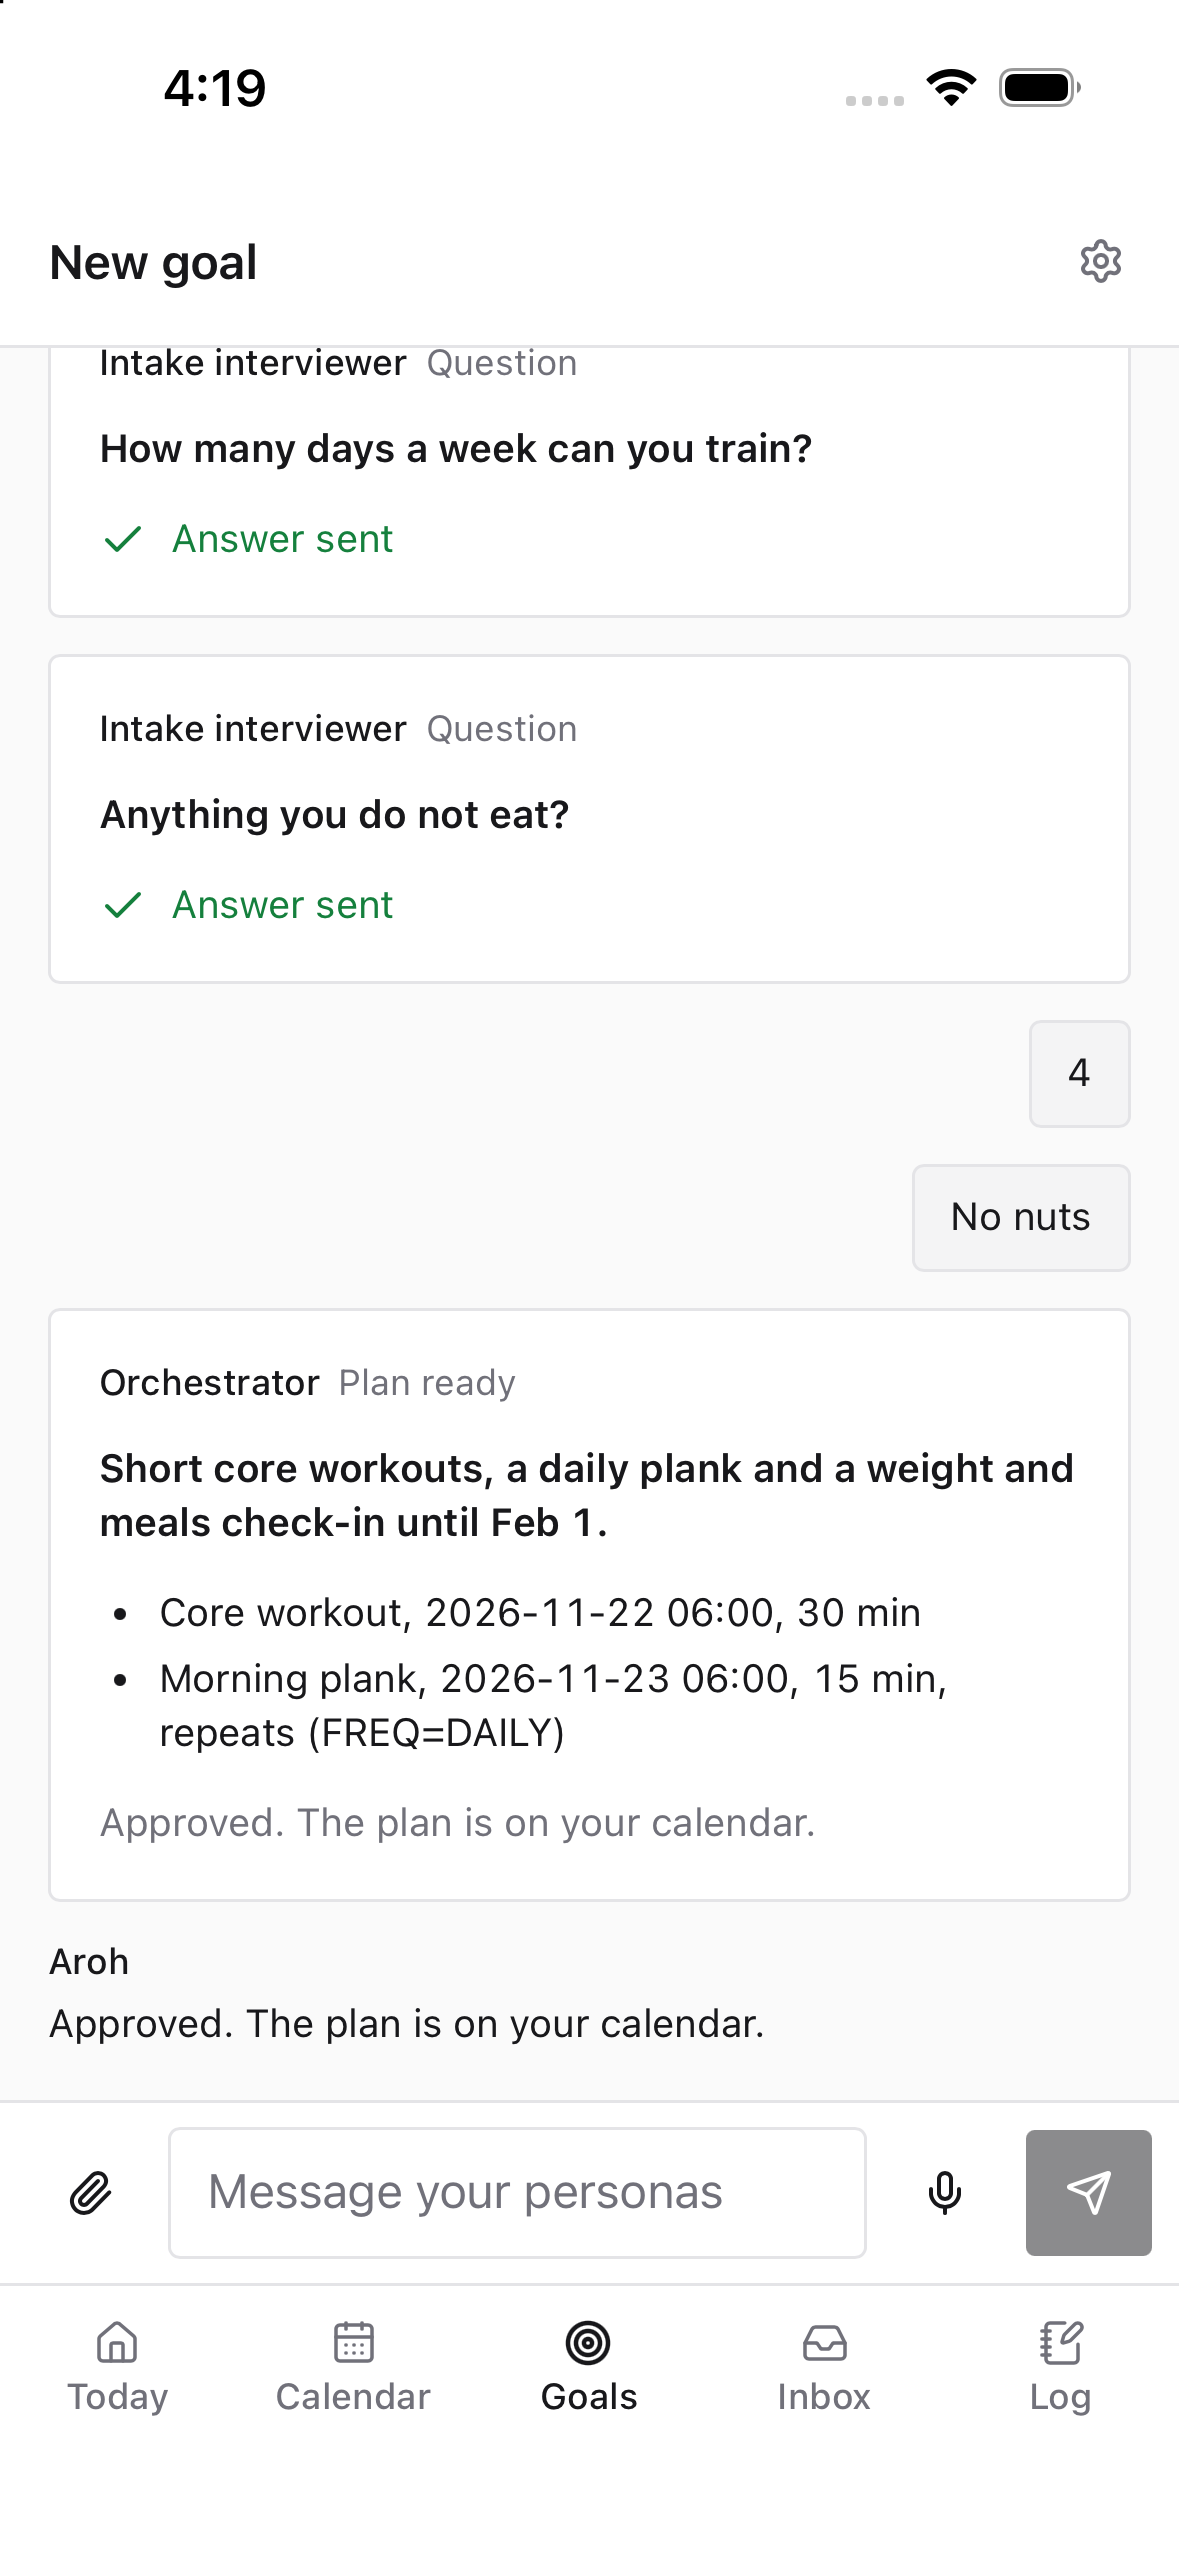 4:19
New goal
Intake interviewer Question
How many days a week can you train?
Answer sent
Intake interviewer Question
Anything you do not eat?
Answer sent
4
No nuts
Orchestrator Plan ready
Short core workouts, a daily plank and a weight and
meals check-in until Feb 1.
• Core workout, 2026-11-22 06:00, 30 min
• Morning plank, 2026-11-23 06:00, 15 min,
repeats (FREQ=DAILY)
Approved. The plan is on your calendar.
Aroh
Approved. The plan is on your calendar.
Message your personas
Today Calendar Goals Inbox Log